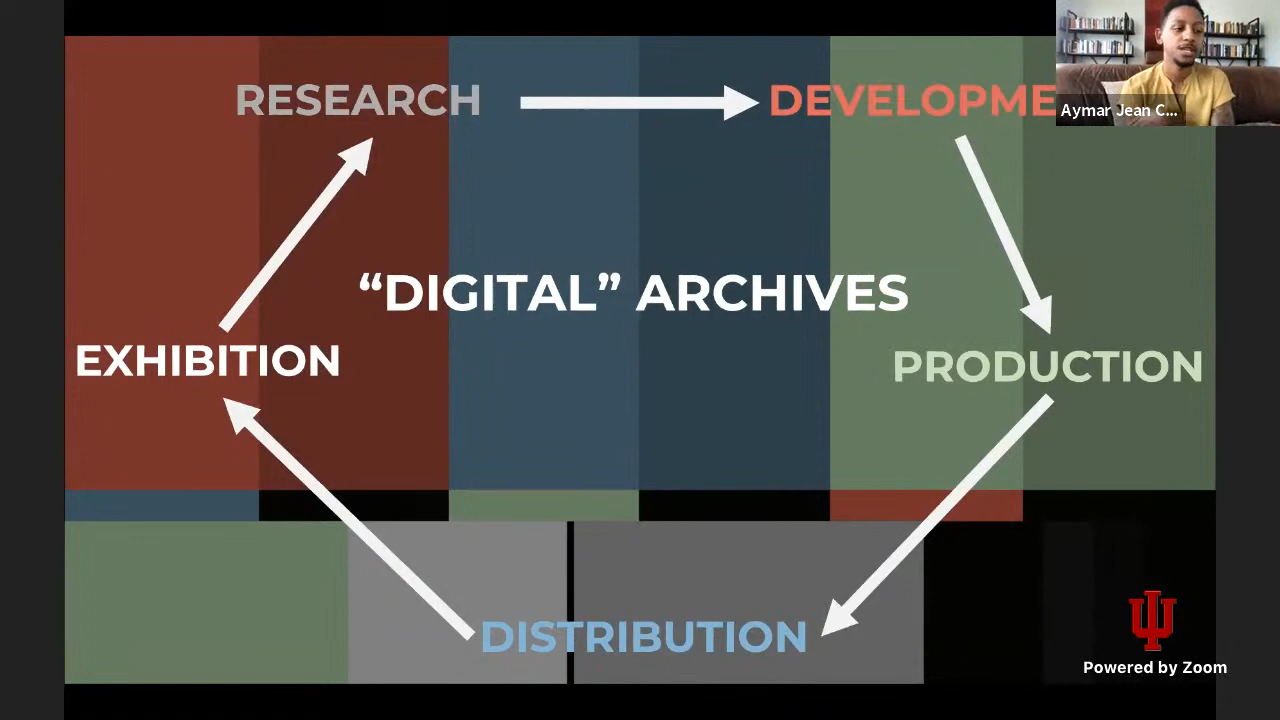 RESEARCH
DEVELOPME
Aymar Jean C...
“DIGITAL” ARCHIVES
EXHIBITION
PRODUCTION
DISTRIBUTION
Powered by Zoom